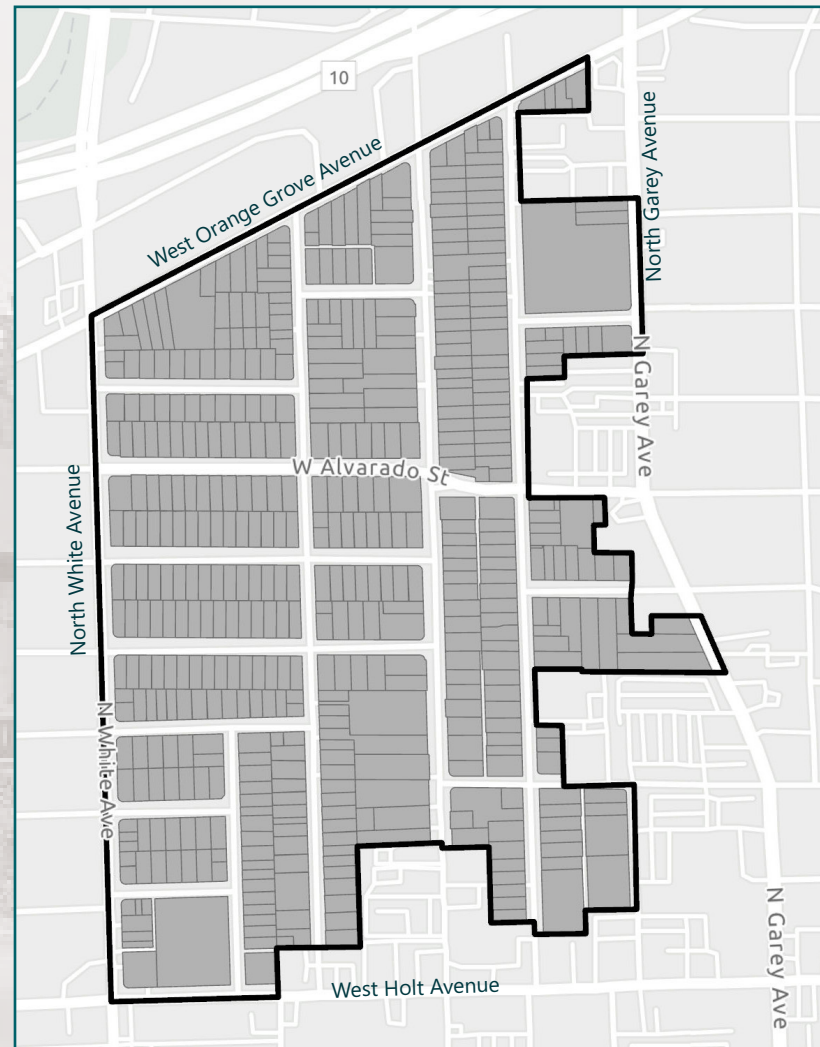 10
West Orange Grove Avenue
North Garey Avenue
N Garey Ave
W Alvarado St
North White Avenue
N White Ave
N Garey Ave
West Holt Avenue